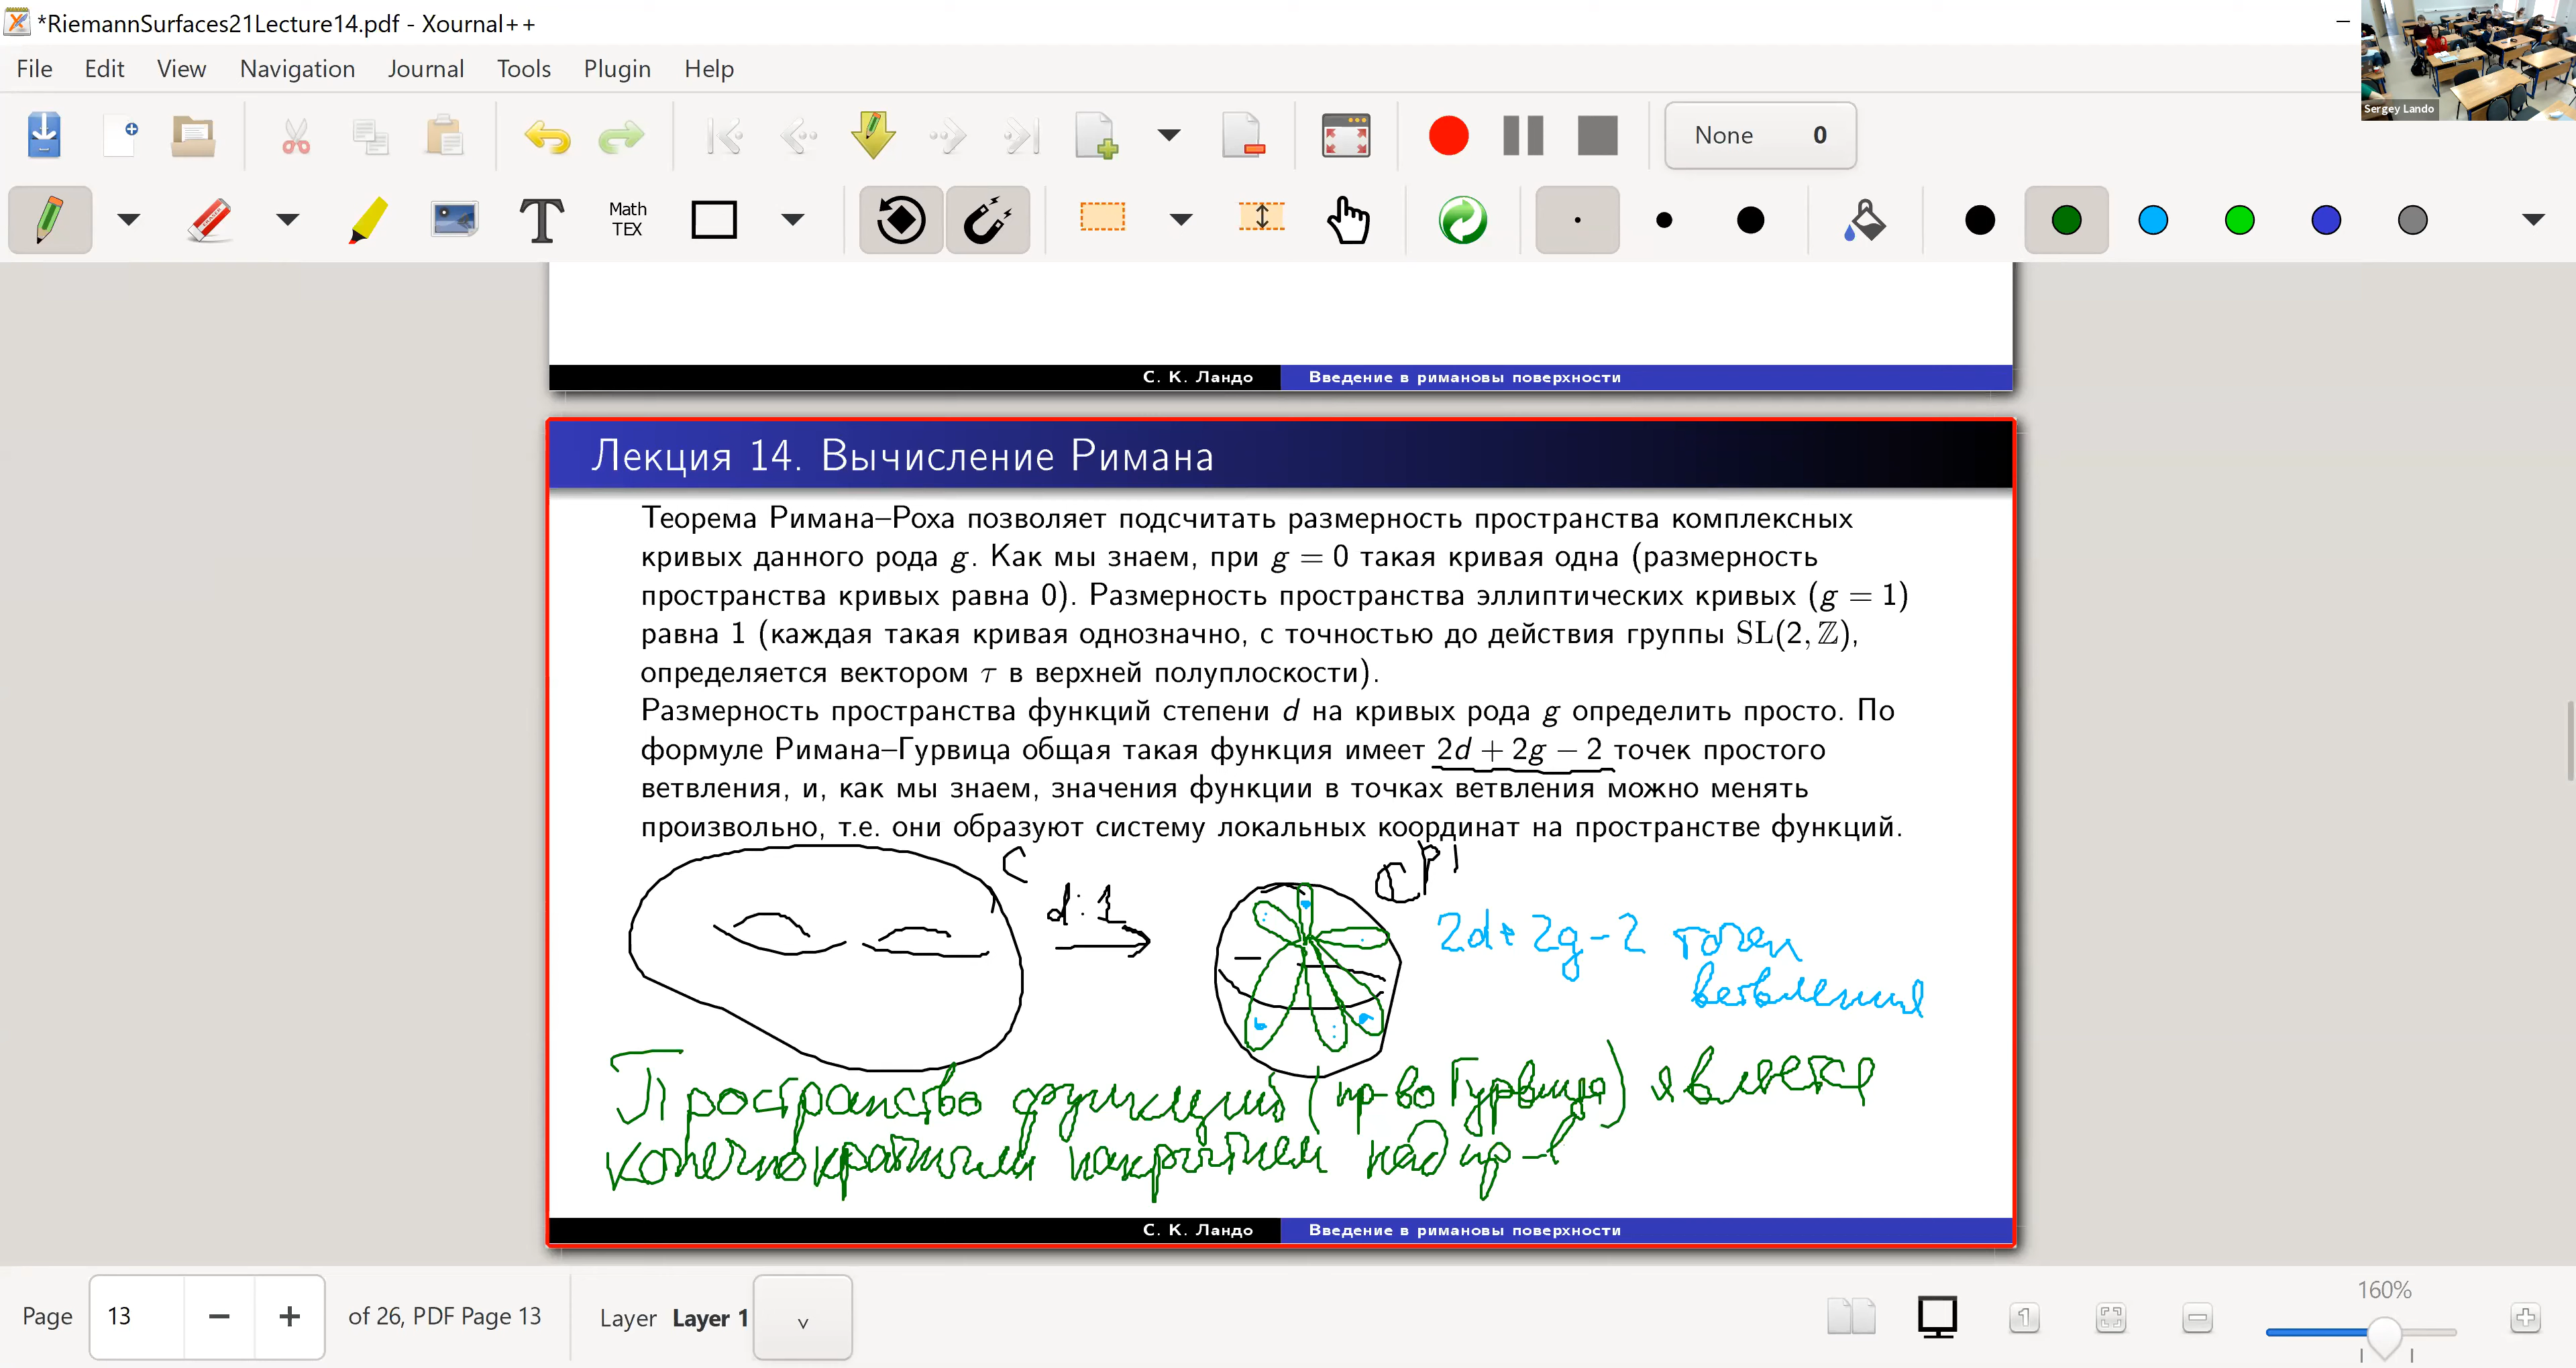 *RiemannSurfaces21Lecture14.pdf - Xournal++
Sergey Lando
File Edit View Navigation Journal Tools Plugin Help
None 0
Math
TEX
С. К. Ландо Введение в римановы поверхности
Лекция 14. Вычисление Римана
Теорема Римана–Роха позволяет подсчитать размерность пространства комплексных
кривых данного рода g. Как мы знаем, при g = 0 такая кривая одна (размерность
пространства кривых равна 0). Размерность пространства эллиптических кривых (g = 1)
равна 1 (каждая такая кривая однозначно, с точностью до действия группы SL(2, ℤ),
определяется вектором τ в верхней полуплоскости).
Размерность пространства функций степени d на кривых рода g определить просто. По
формуле Римана–Гурвица общая такая функция имеет 2d + 2g − 2 точек простого
ветвления, и, как мы знаем, значения функции в точках ветвления можно менять
произвольно, т.е. они образуют систему локальных координат на пространстве функций.
C
d:1
CP1
2d+2g-2 точек
ветвления
Пространство функций (пр-во Гурвица) является
конечнократным накрытием над пр-
С. К. Ландо Введение в римановы поверхности
Page 13 of 26, PDF Page 13 Layer Layer 1
160%